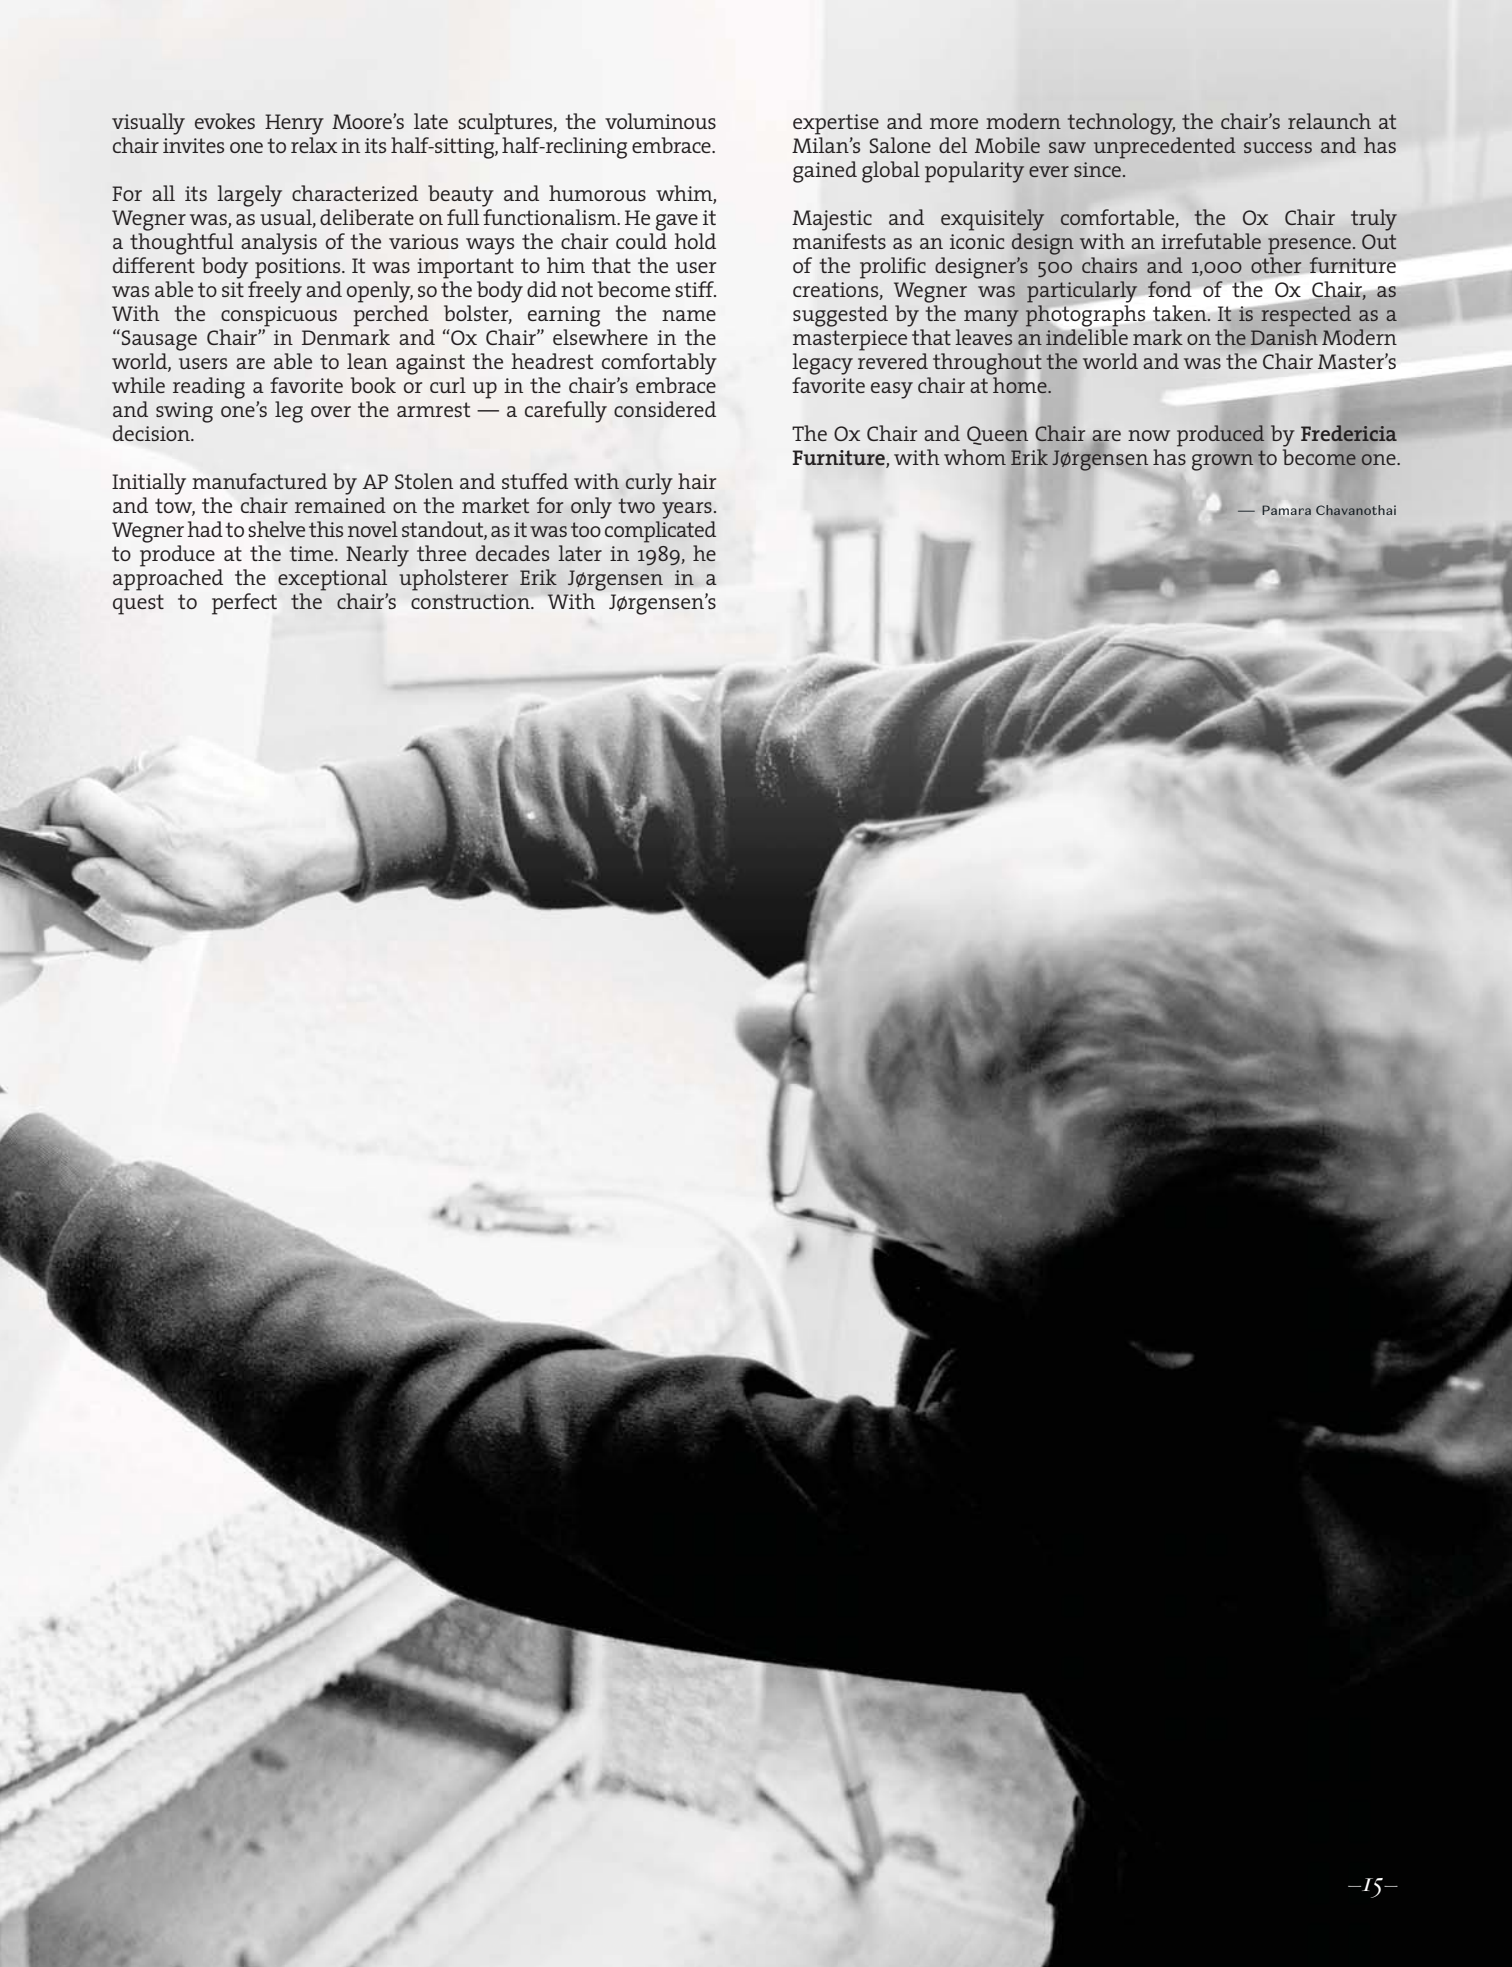 visually evokes Henry Moore’s late sculptures, the voluminous
chair invites one to relax in its half-sitting, half-reclining embrace.
For all its largely characterized beauty and humorous whim,
Wegner was, as usual, deliberate on full functionalism. He gave it
a thoughtful analysis of the various ways the chair could hold
different body positions. It was important to him that the user
was able to sit freely and openly, so the body did not become stiff.
With the conspicuous perched bolster, earning the name
“Sausage Chair” in Denmark and “Ox Chair” elsewhere in the
world, users are able to lean against the headrest comfortably
while reading a favorite book or curl up in the chair’s embrace
and swing one’s leg over the armrest — a carefully considered
decision.
Initially manufactured by AP Stolen and stuffed with curly hair
and tow, the chair remained on the market for only two years.
Wegner had to shelve this novel standout, as it was too complicated
to produce at the time. Nearly three decades later in 1989, he
approached the exceptional upholsterer Erik Jørgensen in a
quest to perfect the chair’s construction. With Jørgensen’s
expertise and more modern technology, the chair’s relaunch at
Milan’s Salone del Mobile saw unprecedented success and has
gained global popularity ever since.
Majestic and exquisitely comfortable, the Ox Chair truly
manifests as an iconic design with an irrefutable presence. Out
of the prolific designer’s 500 chairs and 1,000 other furniture
creations, Wegner was particularly fond of the Ox Chair, as
suggested by the many photographs taken. It is respected as a
masterpiece that leaves an indelible mark on the Danish Modern
legacy revered throughout the world and was the Chair Master’s
favorite easy chair at home.
The Ox Chair and Queen Chair are now produced by Fredericia
Furniture, with whom Erik Jørgensen has grown to become one.
— Pamara Chavanothai
–15–